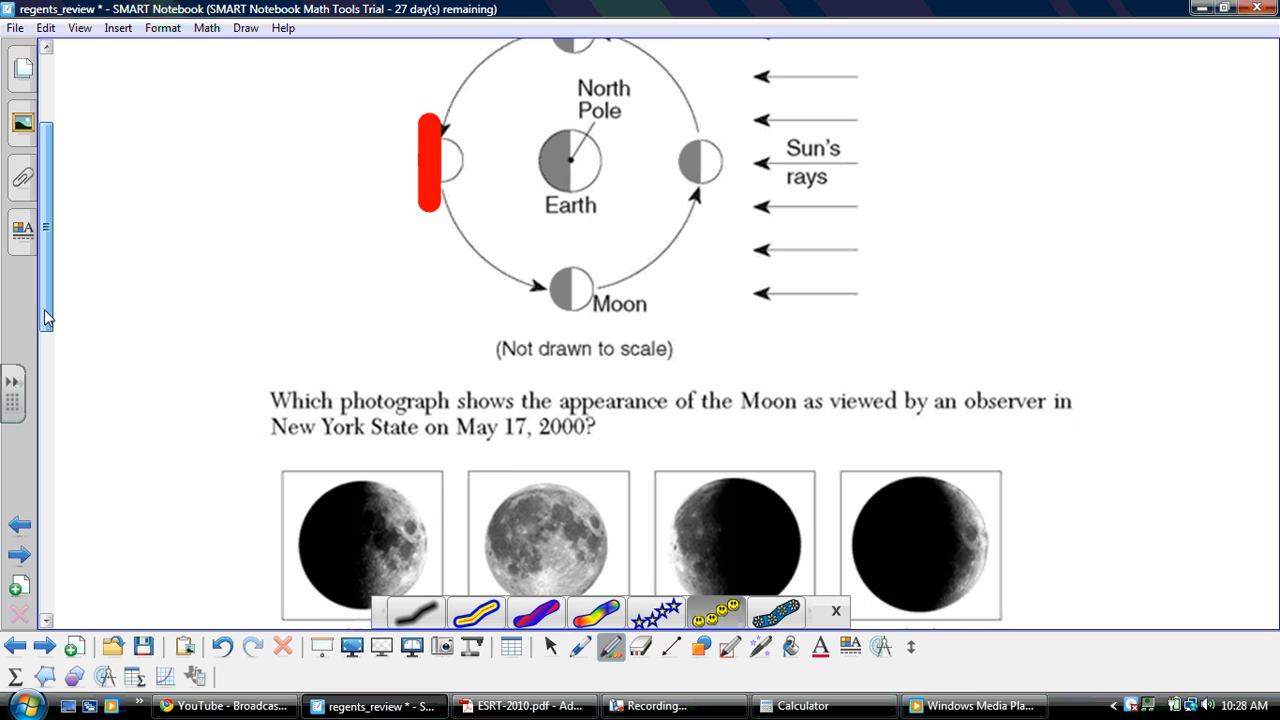 regents_review * - SMART Notebook (SMART Notebook Math Tools Trial - 27 day(s) remaining)
File Edit View Insert Format Math Draw Help
North
Pole
Sun's
rays
Earth
Moon
(Not drawn to scale)
Which photograph shows the appearance of the Moon as viewed by an observer in
New York State on May 17, 2000?
YouTube - Broadcas...
regents_review * - S...
ESRT-2010.pdf - Ad...
Recording...
Calculator
Windows Media Pla...
10:28 AM